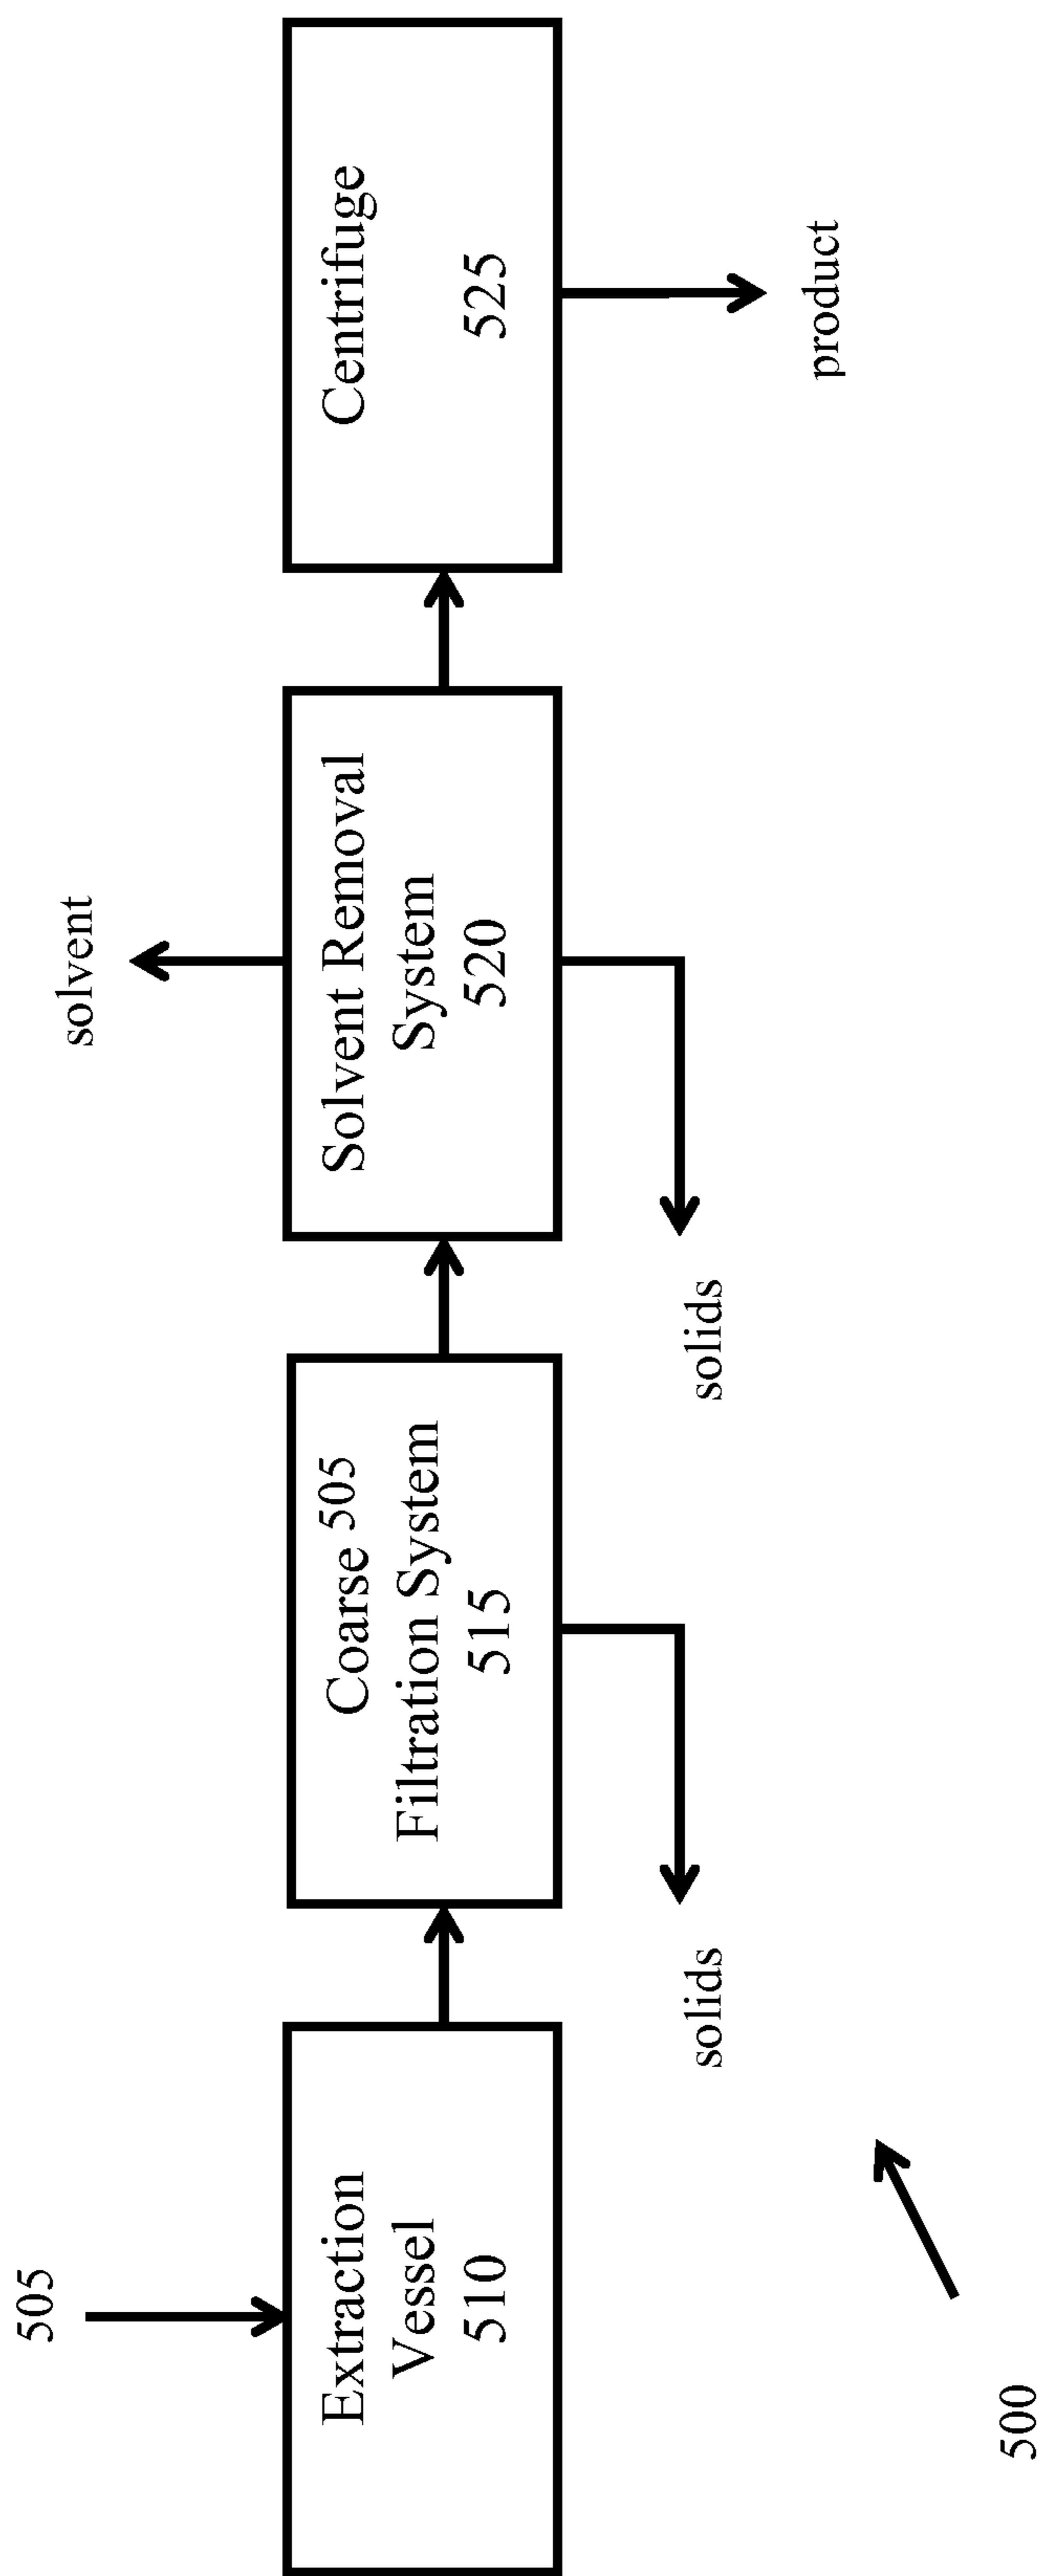 505
Extraction
Vessel
510
Coarse 505
Filtration System
515
solids
solvent
Solvent Removal
System
520
solids
Centrifuge
525
product
500